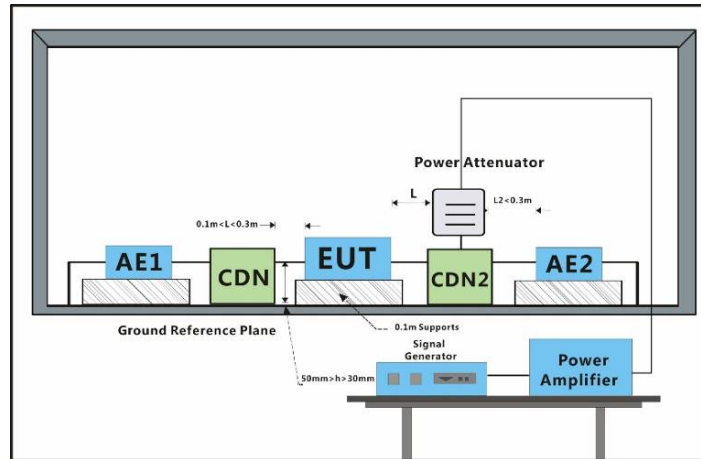 Power Attenuator
L
L2<0.3m
0.1m<L<0.3m
AE1
CDN
EUT
CDN2
AE2
Ground Reference Plane
0.1m Supports
Signal
Generator
50mm>h>30mm
Power
Amplifier